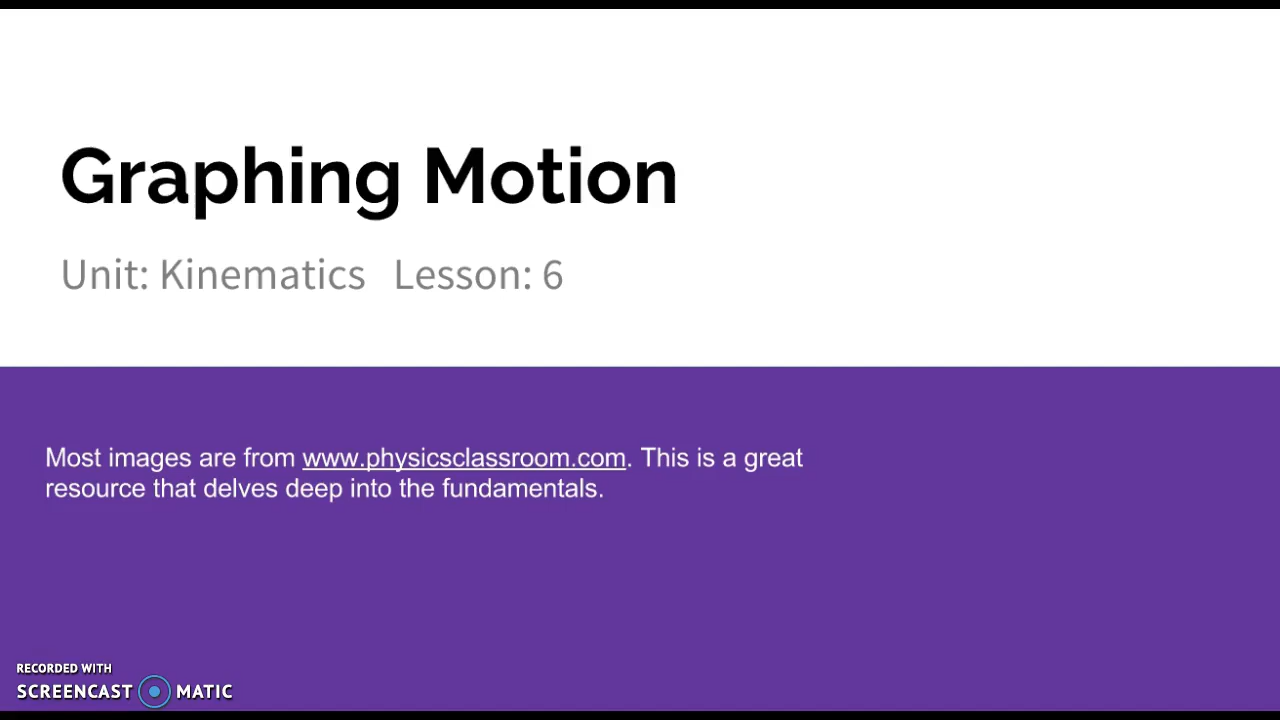 Graphing Motion
Unit: Kinematics Lesson: 6
Most images are from www.physicsclassroom.com. This is a great
resource that delves deep into the fundamentals.
RECORDED WITH
SCREENCAST MATIC